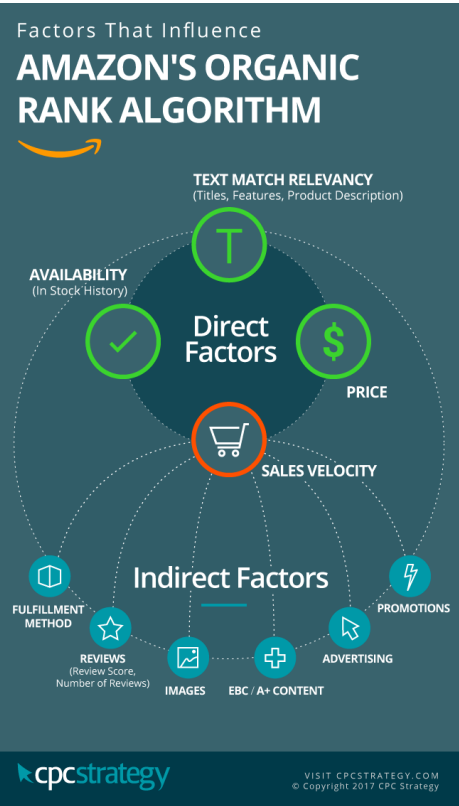 Factors That Influence
AMAZON'S ORGANIC
RANK ALGORITHM
TEXT MATCH RELEVANCY
(Titles, Features, Product Description)
T
AVAILABILITY
(In Stock History)
Direct
Factors
$
PRICE
SALES VELOCITY
Indirect Factors
FULFILLMENT
METHOD
REVIEWS
(Review Score,
Number of Reviews)
IMAGES
EBC / A+ CONTENT
ADVERTISING
PROMOTIONS
cpcstrategy
VISIT CPCSTRATEGY.COM
© Copyright 2017 CPC Strategy